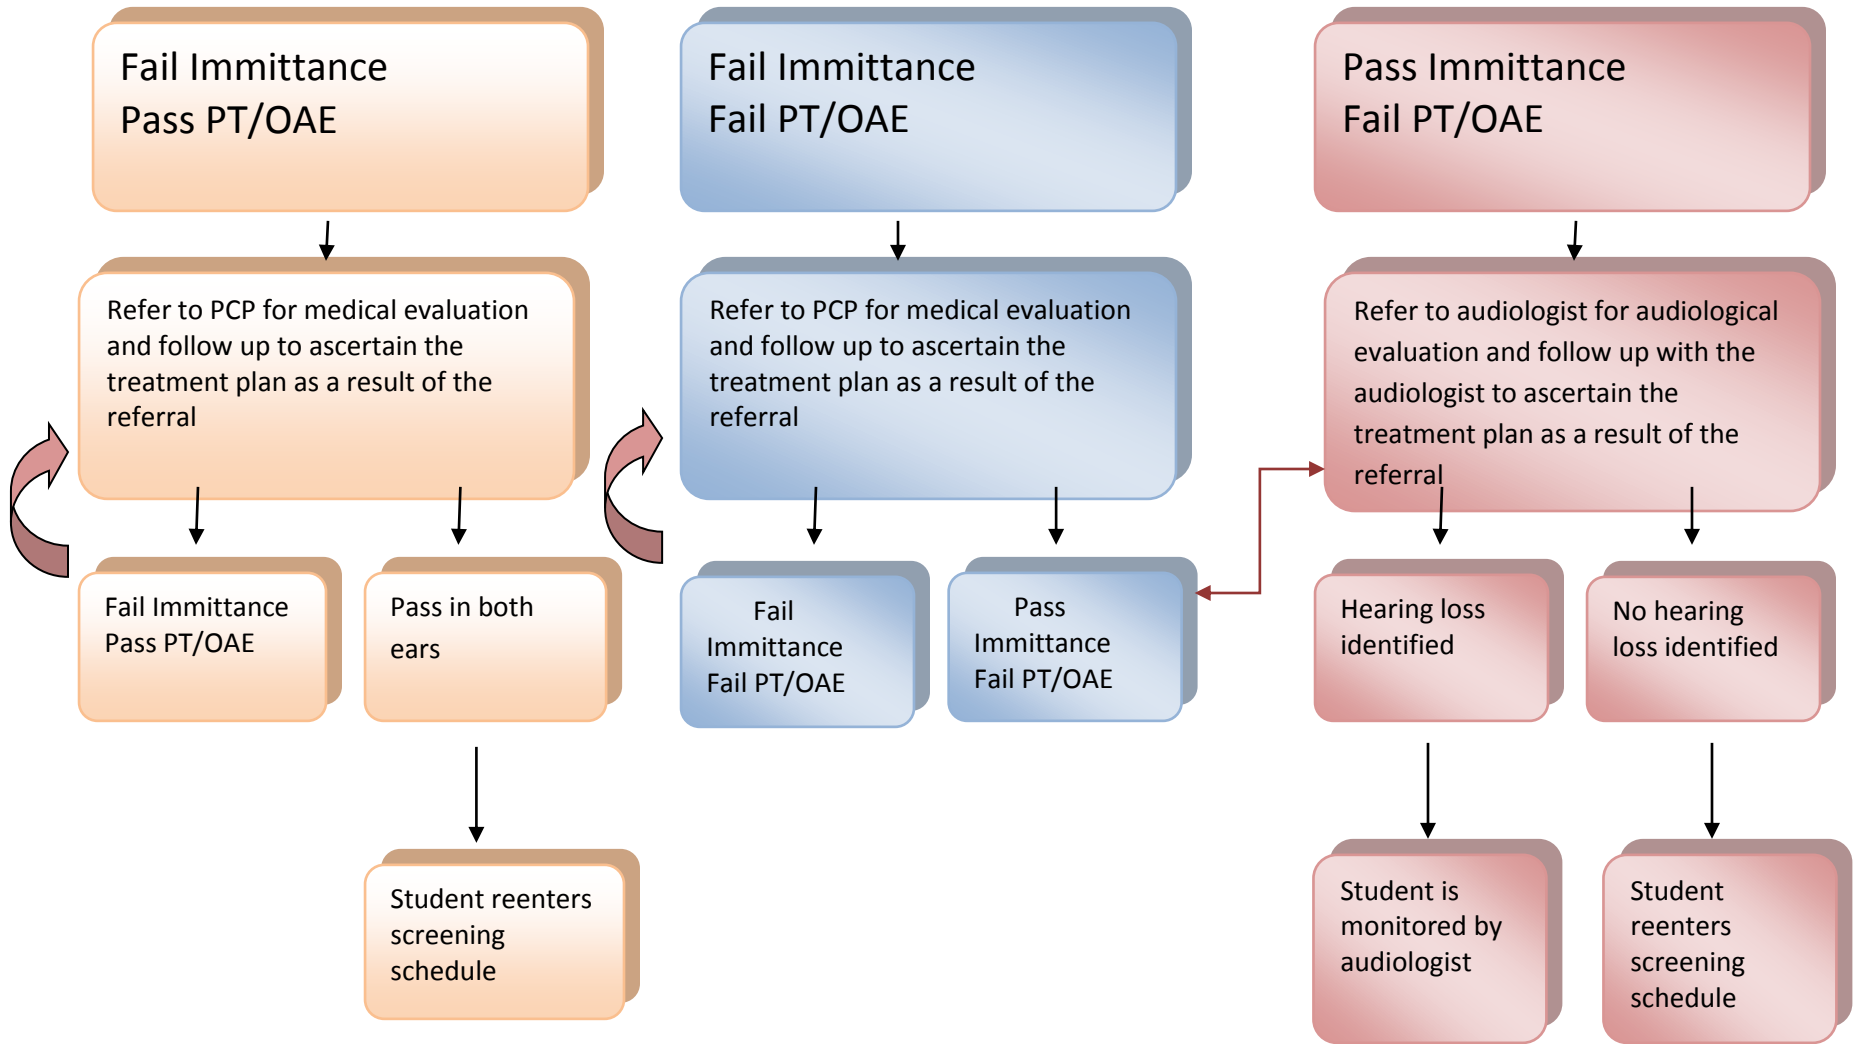 Fail Immittance
Pass PT/OAE
Fail Immittance
Fail PT/OAE
Pass Immittance
Fail PT/OAE
Refer to PCP for medical evaluation
and follow up to ascertain the
treatment plan as a result of the
referral
Refer to PCP for medical evaluation
and follow up to ascertain the
treatment plan as a result of the
referral
Refer to audiologist for audiological
evaluation and follow up with the
audiologist to ascertain the
treatment plan as a result of the
referral
Fail Immittance
Pass PT/OAE
Pass in both
ears
Fail
Immittance
Fail PT/OAE
Pass
Immittance
Fail PT/OAE
Hearing loss
identified
No hearing
loss identified
Student reenters
screening
schedule
Student is
monitored by
audiologist
Student
reenters
screening
schedule